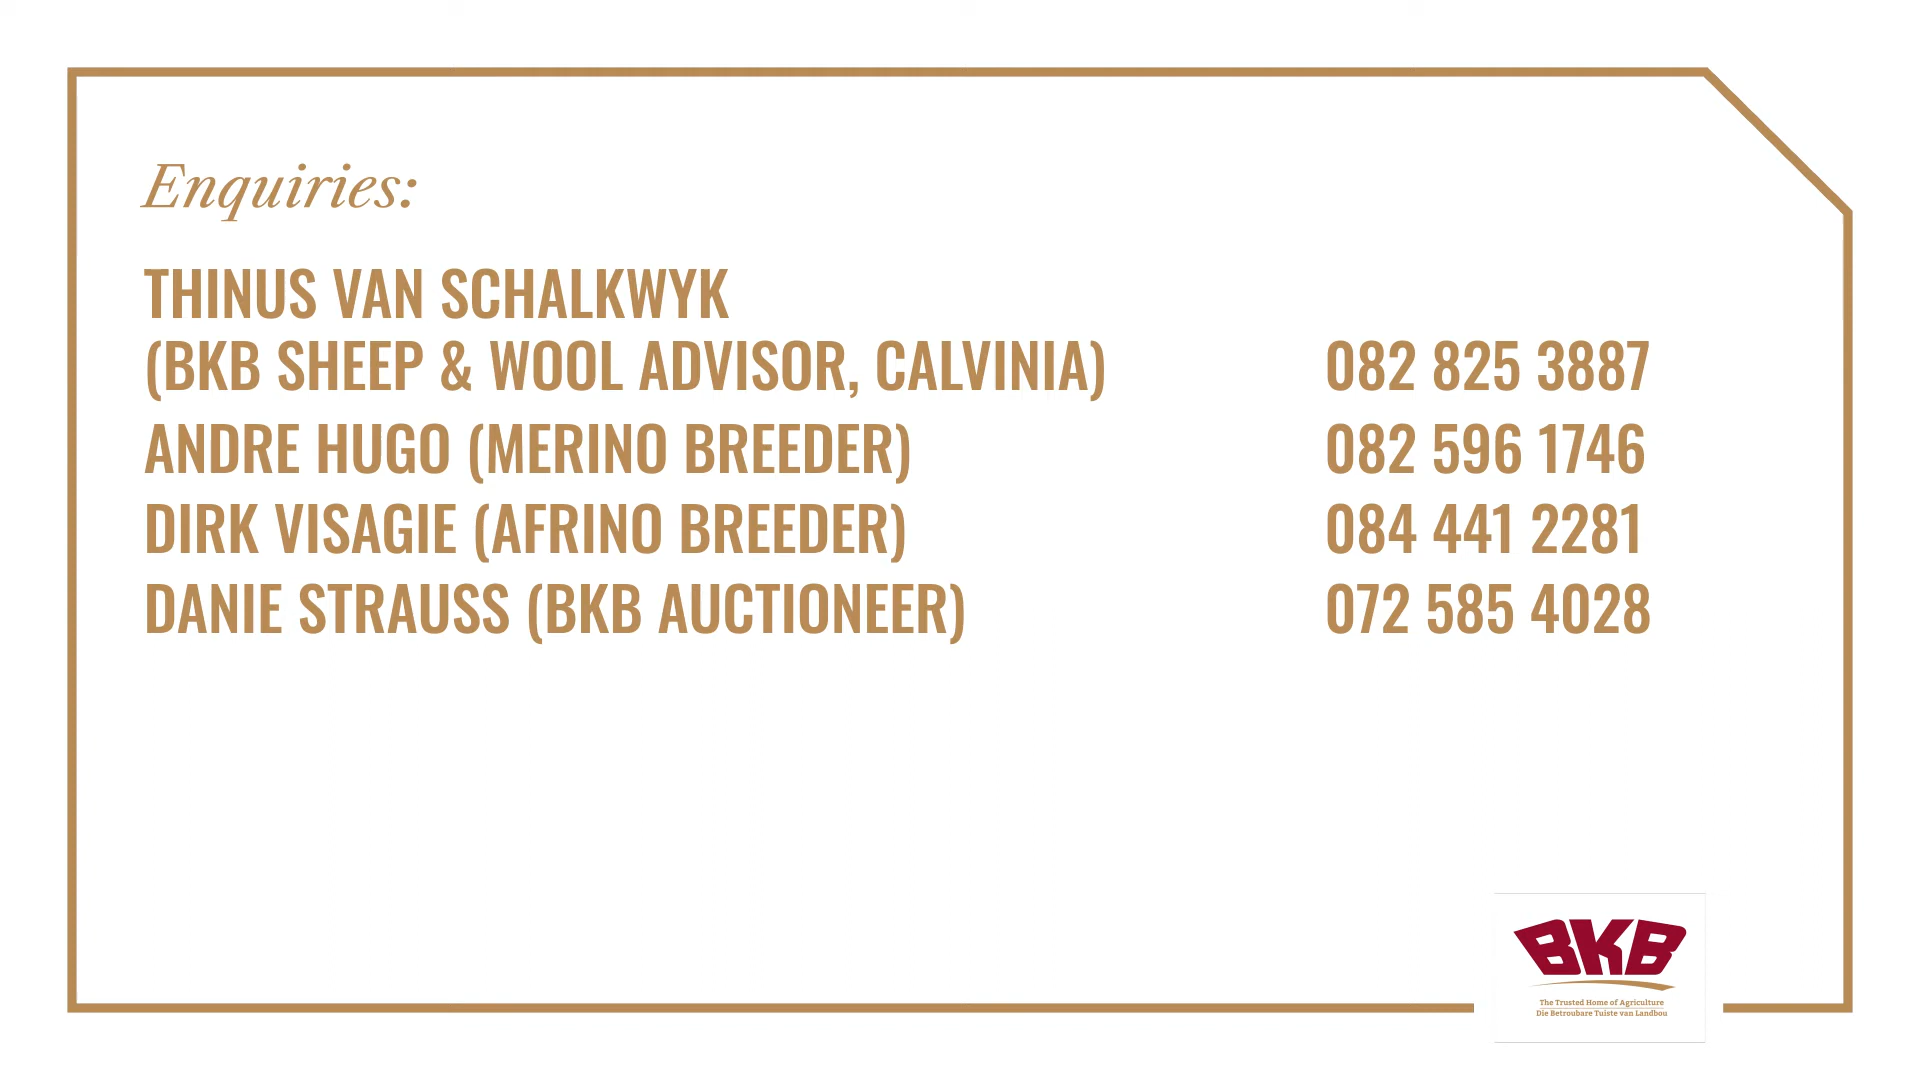 Enquiries:
THINUS VAN SCHALKWYK
(BKB SHEEP & WOOL ADVISOR, CALVINIA) 082 825 3887
ANDRE HUGO (MERINO BREEDER) 082 596 1746
DIRK VISAGIE (AFRINO BREEDER) 084 441 2281
DANIE STRAUSS (BKB AUCTIONEER) 072 585 4028
BKB
The Trusted Home of Agriculture
Die Betroubare Tuiste van Landbou